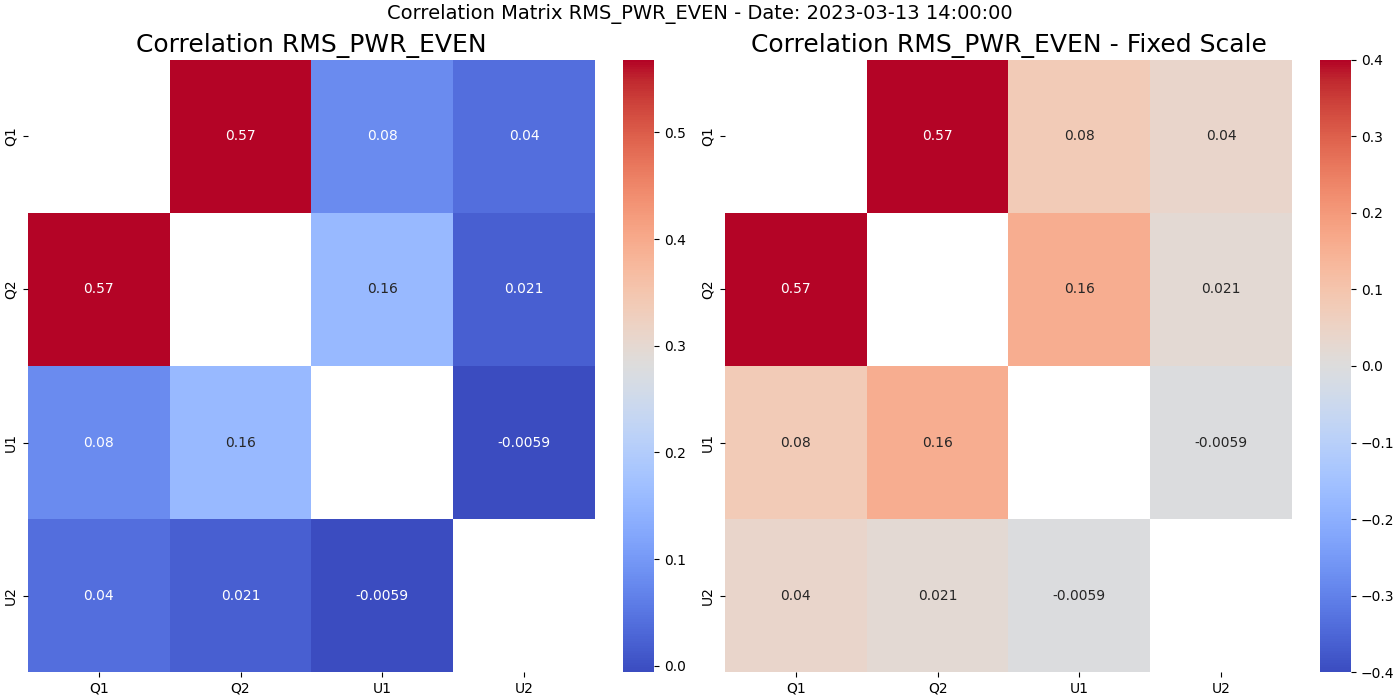 Correlation Matrix RMS_PWR_EVEN - Date: 2023-03-13 14:00:00
Correlation RMS_PWR_EVEN
Q1
0.57
0.08
0.04
Q2
0.57
0.16
0.021
U1
0.08
0.16
-0.0059
U2
0.04
0.021
-0.0059
Q1
Q2
U1
U2
0.5
0.4
0.3
0.2
0.1
0.0
Correlation RMS_PWR_EVEN - Fixed Scale
Q1
0.57
0.08
0.04
Q2
0.57
0.16
0.021
U1
0.08
0.16
-0.0059
U2
0.04
0.021
-0.0059
Q1
Q2
U1
U2
0.4
0.3
0.2
0.1
0.0
−0.1
−0.2
−0.3
−0.4